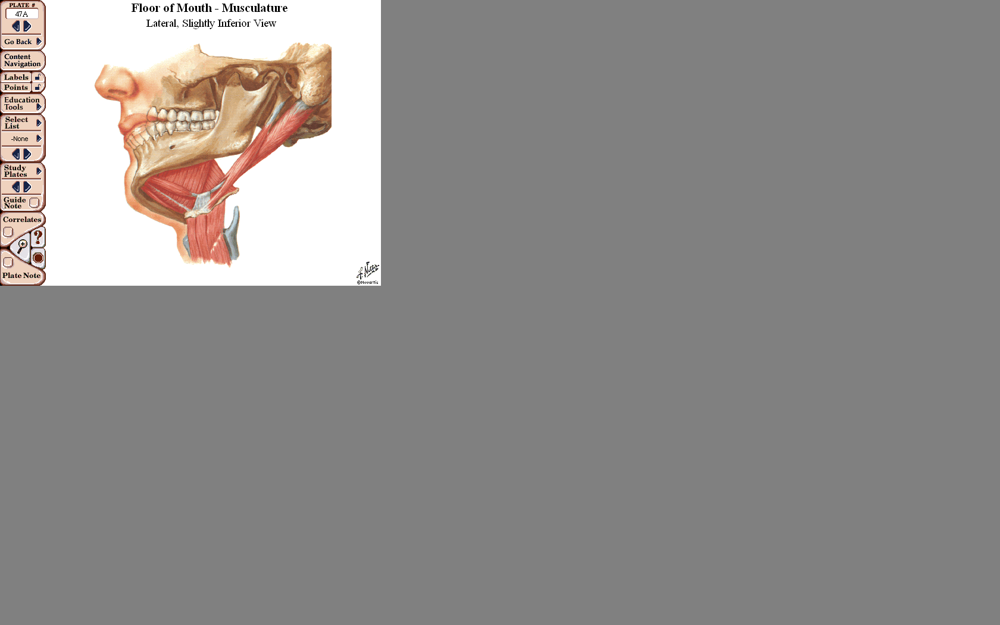 PLATE #
47A
Go Back
Content
Navigation
Labels
Points
Education
Tools
Select
List
-None
Study
Plates
Guide
Note
Correlates
?
Plate Note
Floor of Mouth - Musculature
Lateral, Slightly Inferior View
F. Netter
©Novartis